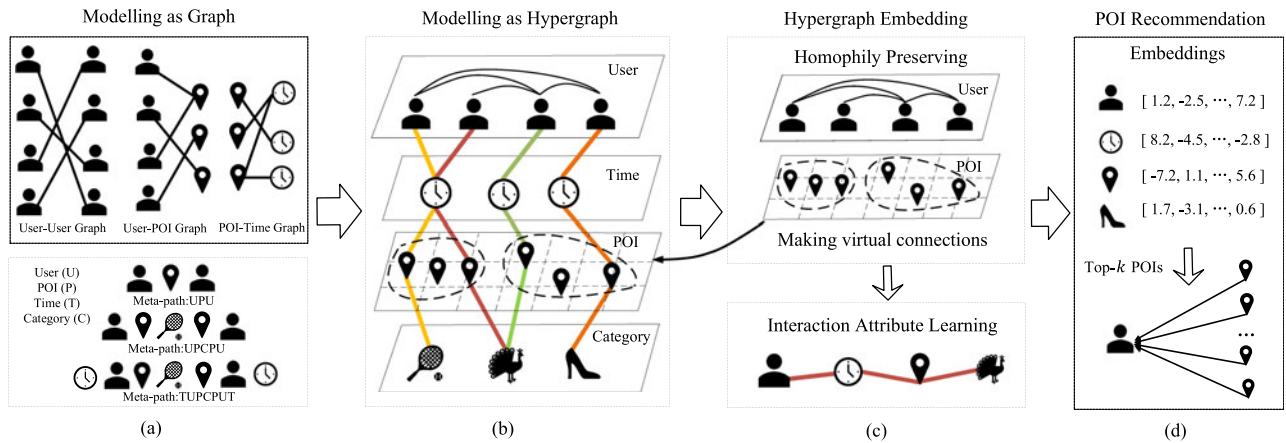 Modelling as Graph
User-User Graph
User-POI Graph
POI-Time Graph
User (U)
POI (P)
Time (T)
Category (C)
Meta-path:UPU
Meta-path:UPCPU
Meta-path:TUPCPUT
(a)
Modelling as Hypergraph
User
Time
POI
Category
(b)
Hypergraph Embedding
Homophily Preserving
User
POI
Making virtual connections
Interaction Attribute Learning
(c)
POI Recommendation
Embeddings
[ 1.2, -2.5, ···, 7.2 ]
[ 8.2, -4.5, ···, -2.8 ]
[ -7.2, 1.1, ···, 5.6 ]
[ 1.7, -3.1, ···, 0.6 ]
Top-k POIs
...
(d)